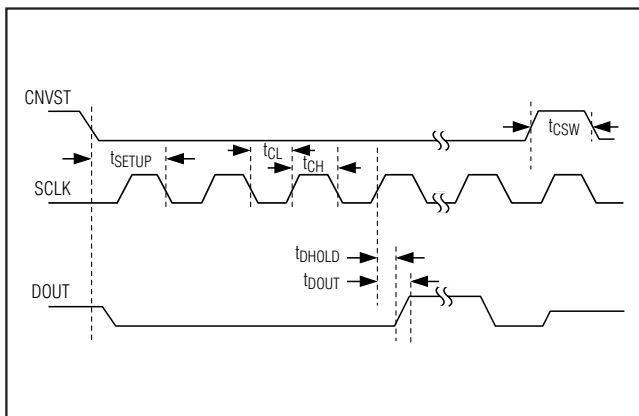 CNVST
tCSW
tSETUP
tCL
tCH
SCLK
tDHOLD
tDOUT
DOUT